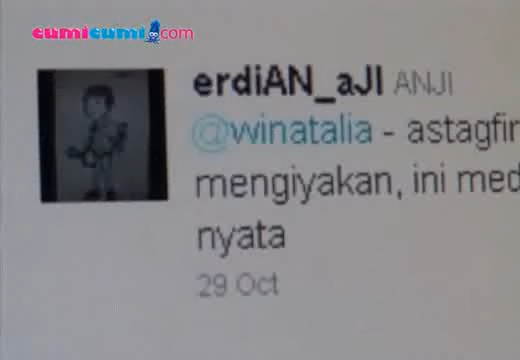 cumicumi.com
erdiAN_aJI ANJI
@winatalia - astagfir
mengiyakan, ini med
nyata
29 Oct